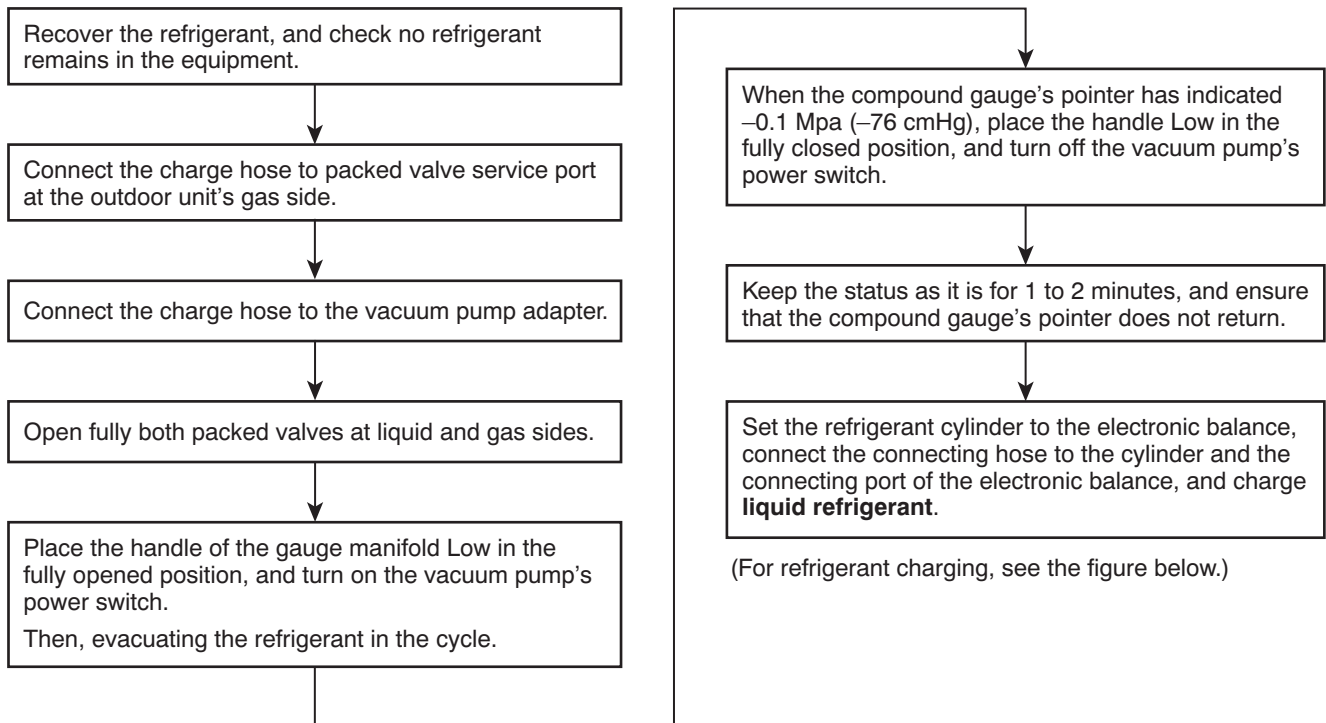 Recover the refrigerant, and check no refrigerant
remains in the equipment.
Connect the charge hose to packed valve service port
at the outdoor unit's gas side.
Connect the charge hose to the vacuum pump adapter.
Open fully both packed valves at liquid and gas sides.
Place the handle of the gauge manifold Low in the
fully opened position, and turn on the vacuum pump's
power switch.
Then, evacuating the refrigerant in the cycle.
When the compound gauge's pointer has indicated
–0.1 Mpa (–76 cmHg), place the handle Low in the
fully closed position, and turn off the vacuum pump's
power switch.
Keep the status as it is for 1 to 2 minutes, and ensure
that the compound gauge's pointer does not return.
Set the refrigerant cylinder to the electronic balance,
connect the connecting hose to the cylinder and the
connecting port of the electronic balance, and charge
liquid refrigerant.
(For refrigerant charging, see the figure below.)